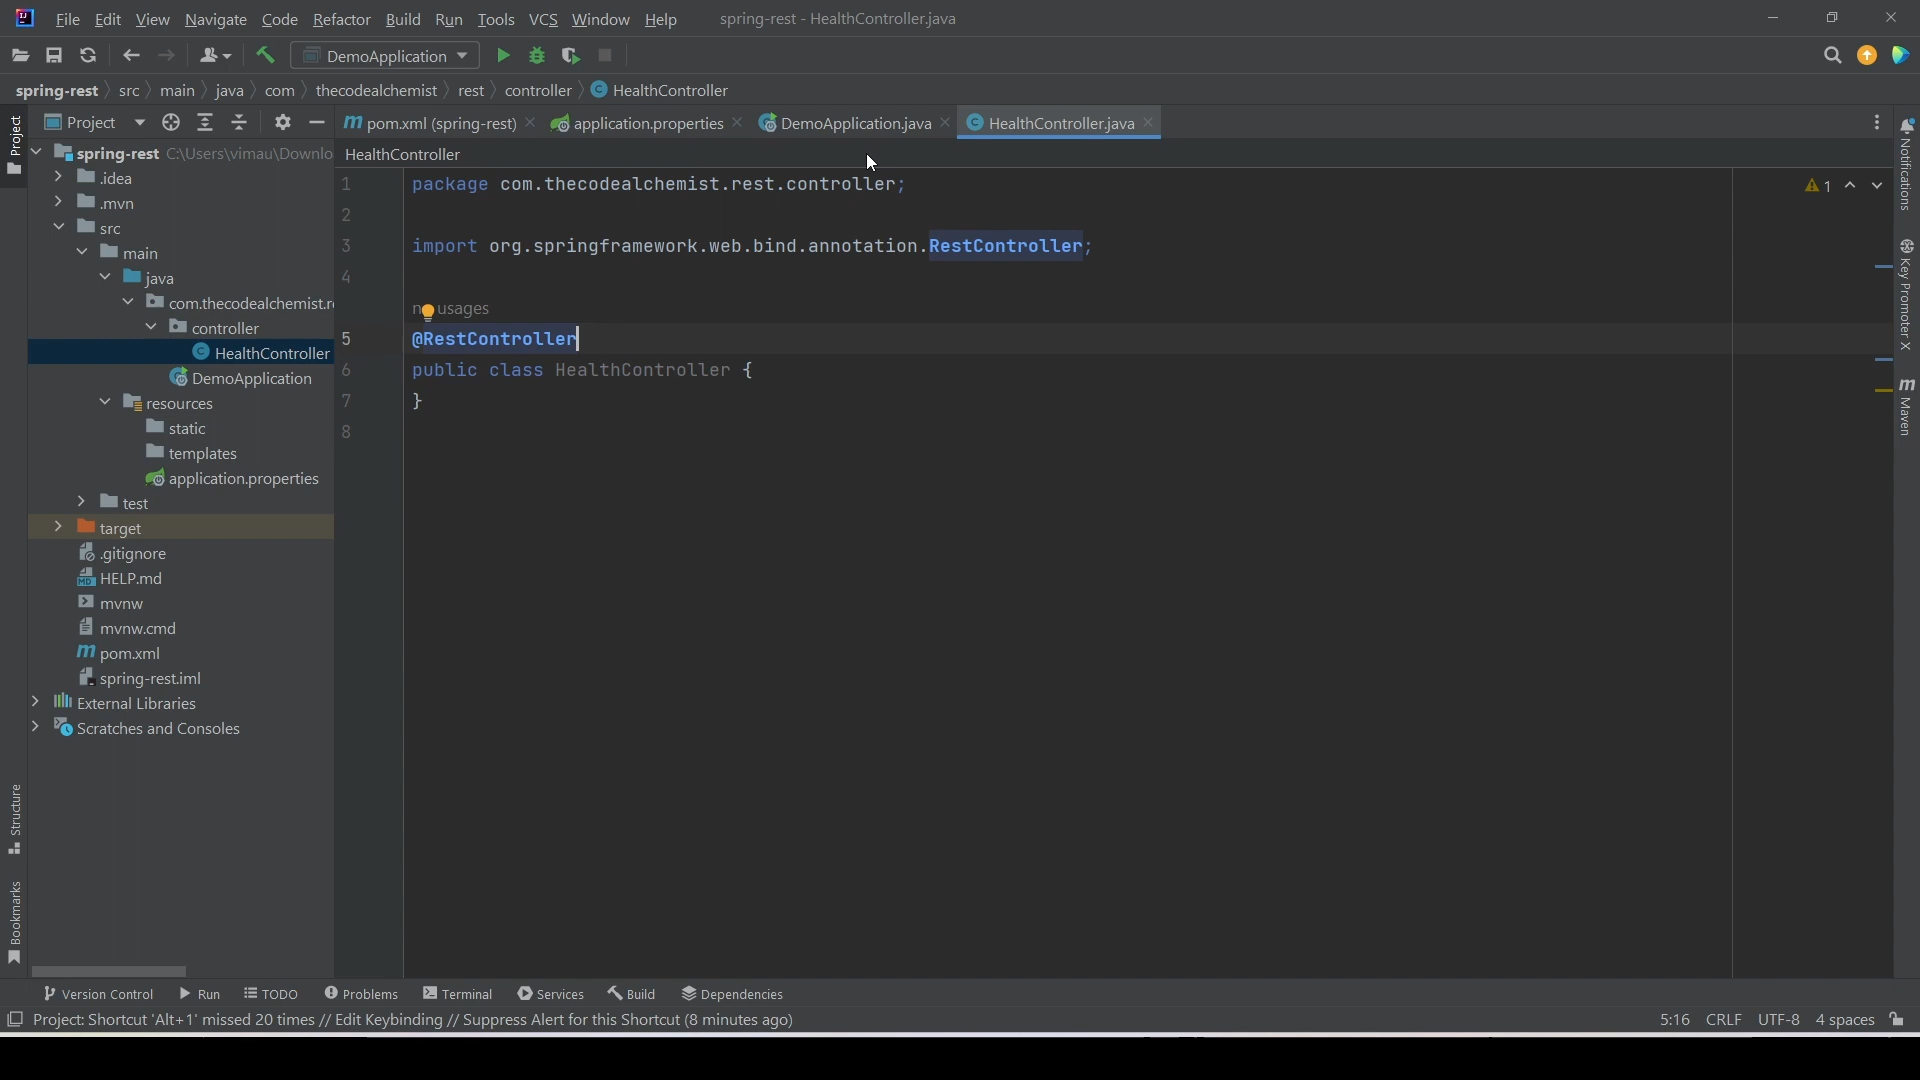 File Edit View Navigate Code Refactor Build Run Tools VCS Window Help spring-rest - HealthController.java
DemoApplication
spring-rest src main java com thecodealchemist rest controller HealthController
Project
pom.xml (spring-rest) application.properties DemoApplication.java HealthController.java
spring-rest C:\Users\vimau\Downlo
.idea
.mvn
src
main
java
com.thecodealchemist.re
controller
HealthController
DemoApplication
resources
static
templates
application.properties
test
target
.gitignore
HELP.md
mvnw
mvnw.cmd
pom.xml
spring-rest.iml
External Libraries
Scratches and Consoles
HealthController
1 package com.thecodealchemist.rest.controller;
2
3 import org.springframework.web.bind.annotation.RestController;
4
usages
5 @RestController
6 public class HealthController {
7 }
8
1
Project
Structure
Bookmarks
Notifications
Key Promoter X
Maven
Version Control Run TODO Problems Terminal Services Build Dependencies
Project: Shortcut 'Alt+1' missed 20 times // Edit Keybinding // Suppress Alert for this Shortcut (8 minutes ago) 5:16 CRLF UTF-8 4 spaces